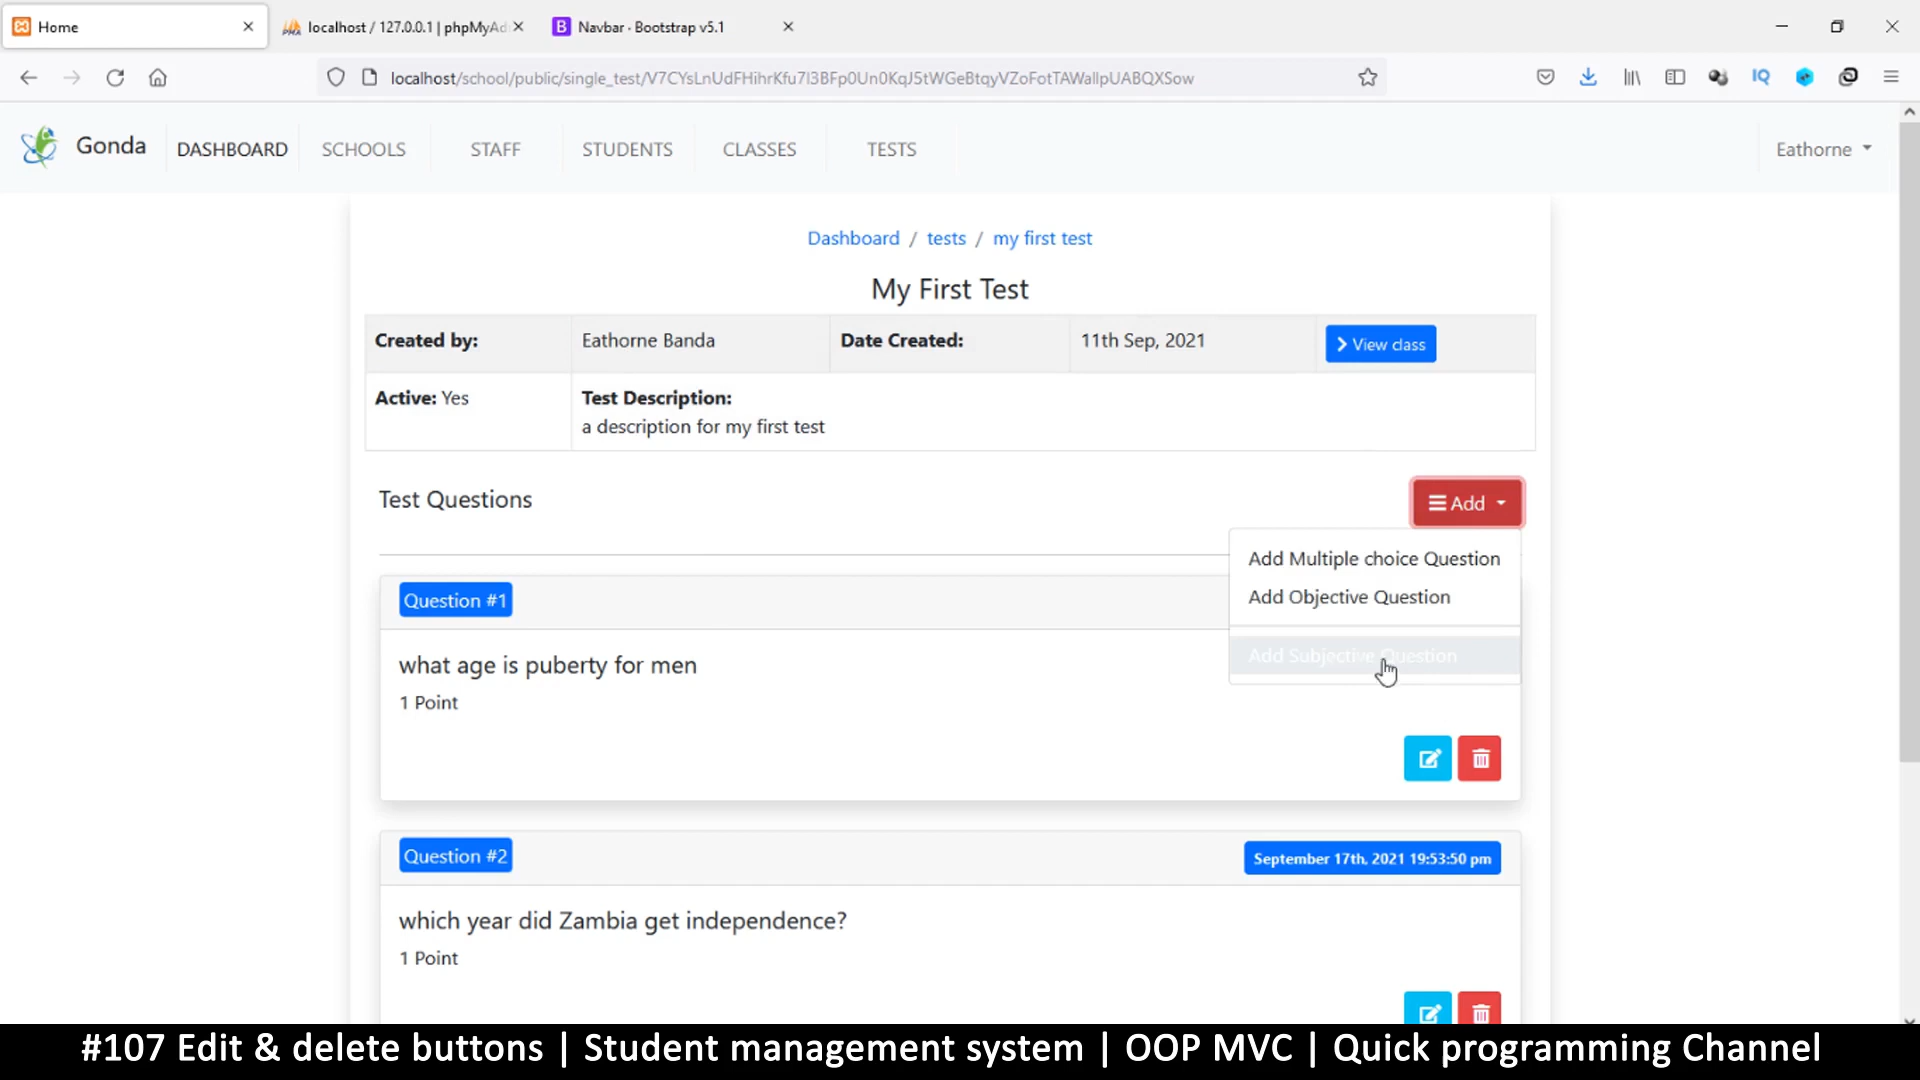 Home
localhost / 127.0.0.1 | phpMyAd
Navbar · Bootstrap v5.1
localhost/school/public/single_test/V7CYsLnUdFHihrKfu7I3BFp0Un0KqJ5tWGeBtqyVZoFotTAWaIlpUABQXSow
IQ
Gonda
DASHBOARD
SCHOOLS
STAFF
STUDENTS
CLASSES
TESTS
Eathorne
Dashboard / tests / my first test
My First Test
Created by:
Eathorne Banda
Date Created:
11th Sep, 2021
View class
Active: Yes
Test Description:
a description for my first test
Test Questions
Add
Add Multiple choice Question
Add Objective Question
Add Subjective Question
Question #1
what age is puberty for men
1 Point
Question #2
September 17th, 2021 19:53:50 pm
which year did Zambia get independence?
1 Point
#107 Edit & delete buttons | Student management system | OOP MVC | Quick programming Channel